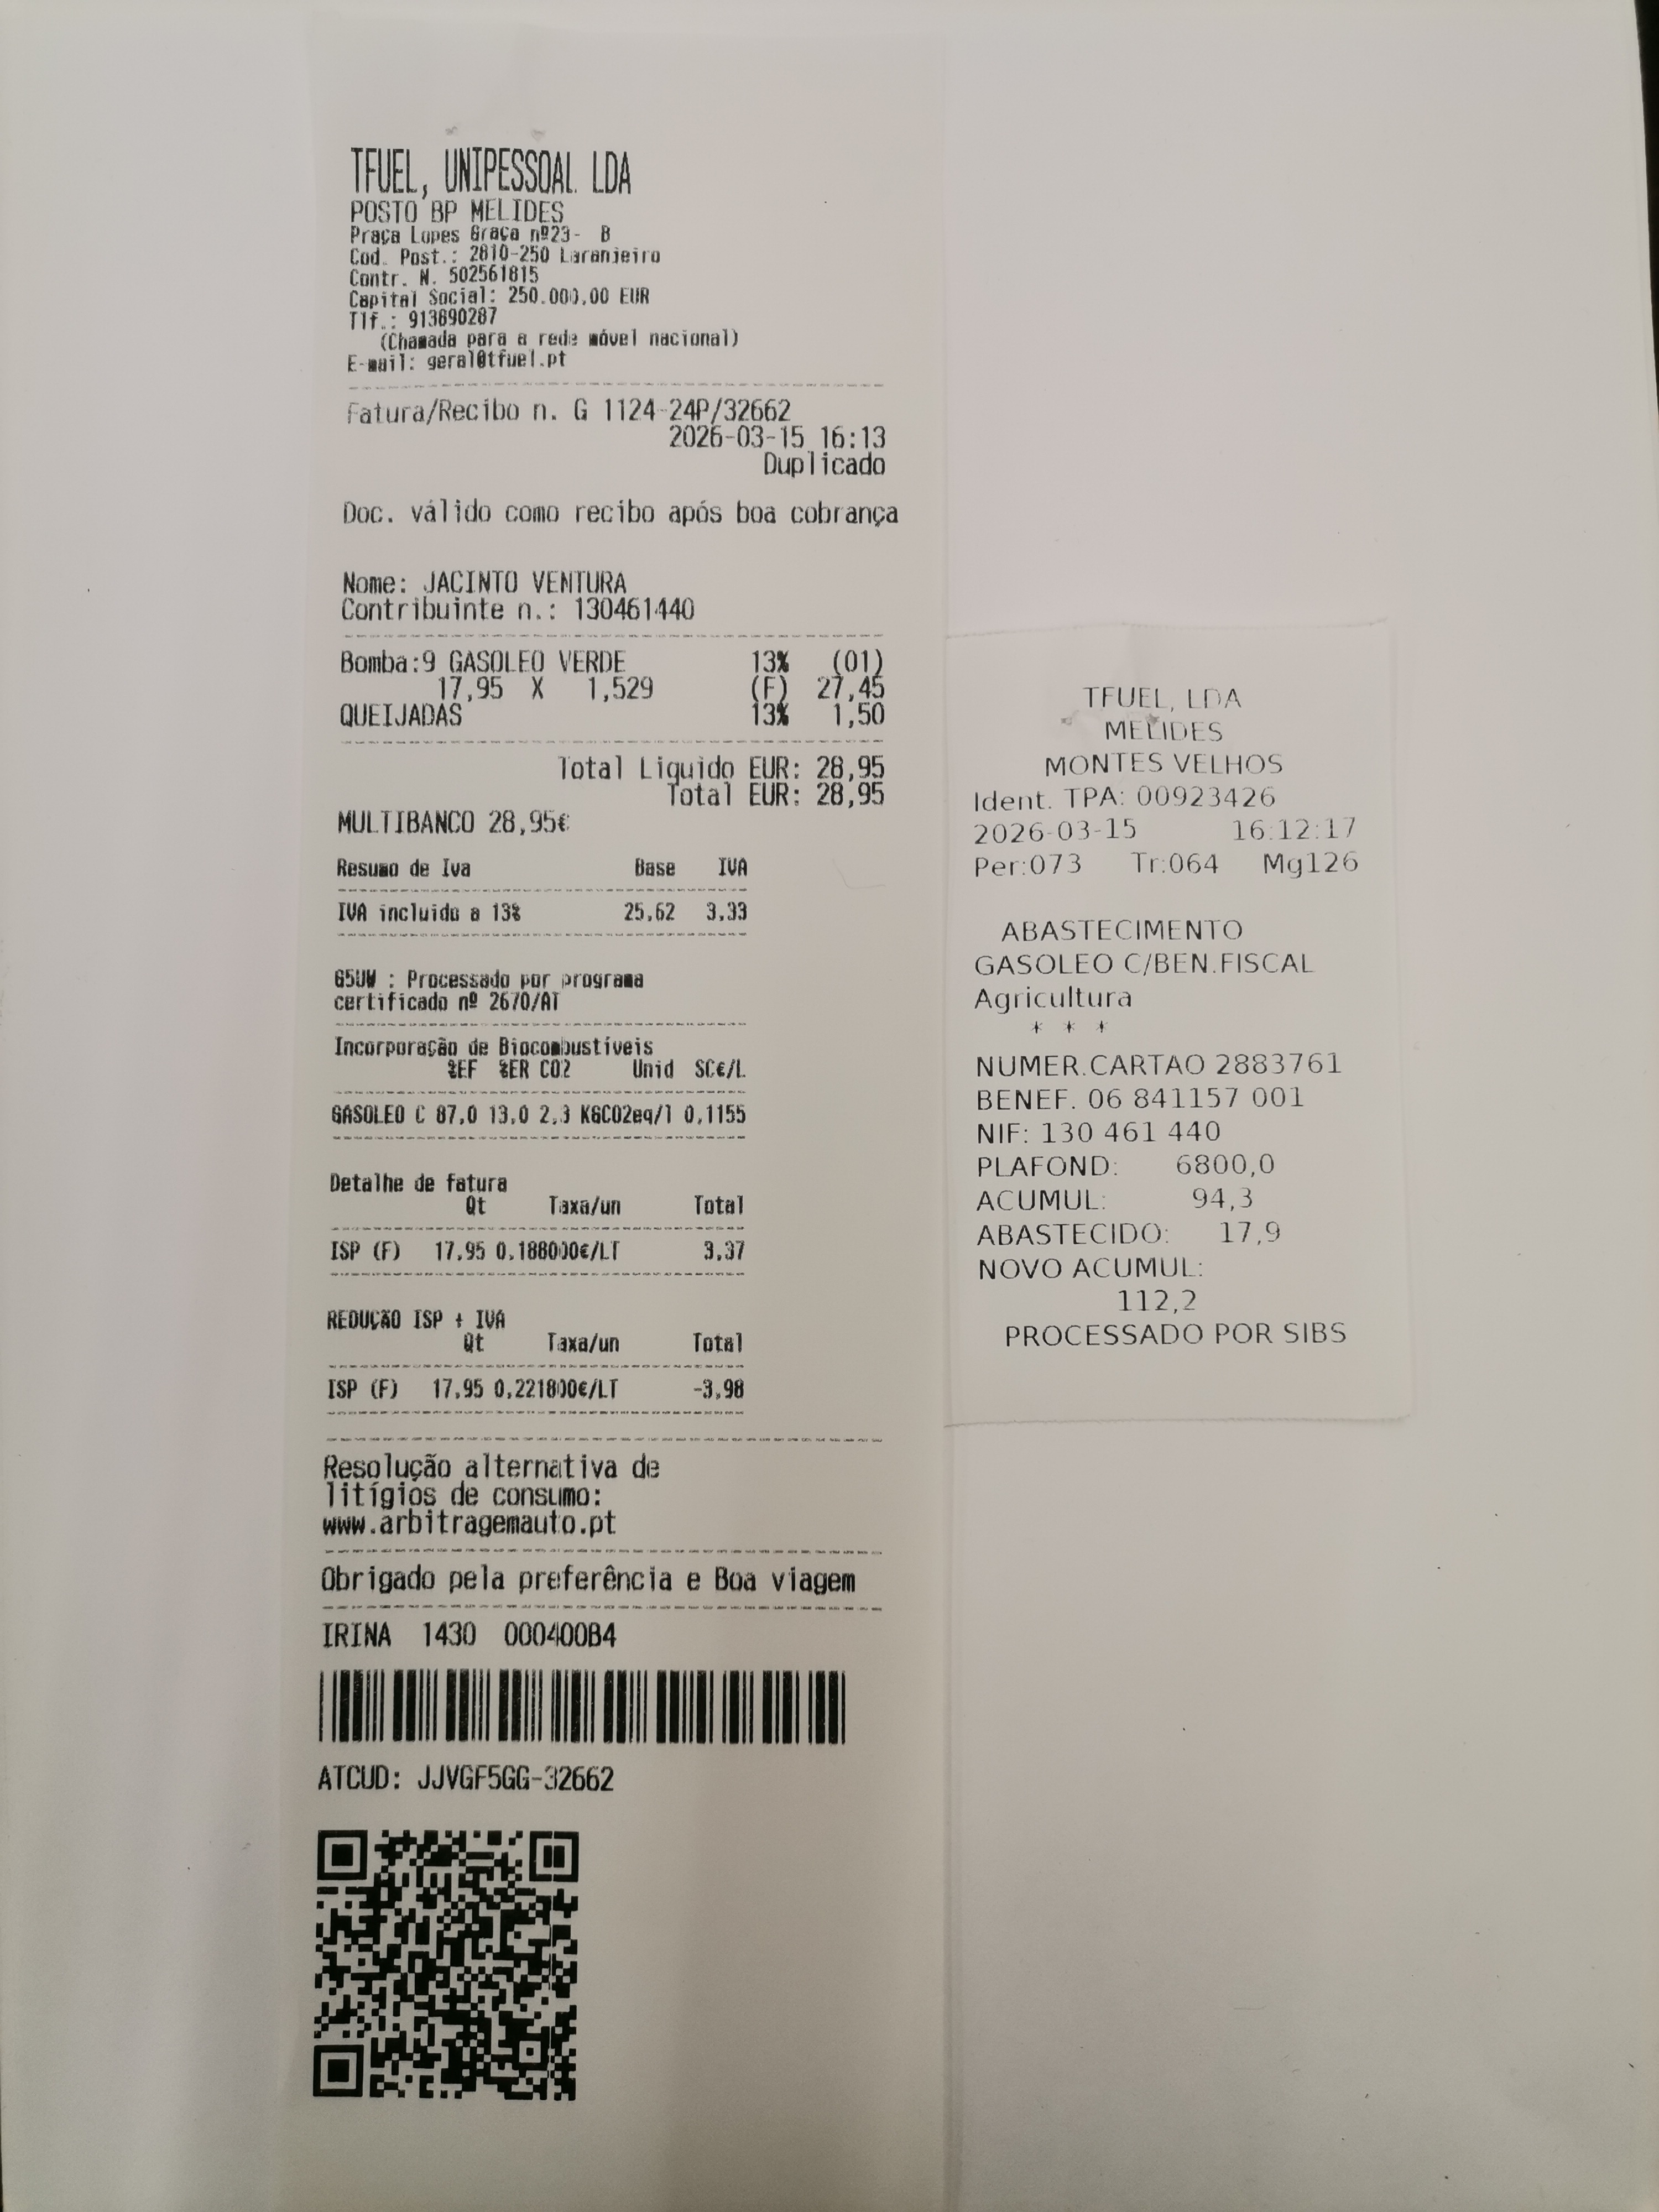 TFUEL, UNIPESSOAL LDA
POSTO BP MELIDES
Praça Lopes Graça nº23- B
Cod. Post.: 2810-250 Laranjeiro
Contr. N. 502561815
Capital Social: 250.000,00 EUR
Tlf.: 913690287
(Chamada para a rede móvel nacional)
E-mail: geral@tfuel.pt
Fatura/Recibo n. G 1124-24P/32662
2026-03-15 16:13
Duplicado
Doc. válido como recibo após boa cobrança
Nome: JACINTO VENTURA
Contribuinte n.: 130461440
Bomba:9 GASOLEO VERDE 13% (01)
17,95 X 1,529 (F) 27,45
QUEIJADAS 13% 1,50
Total Liquido EUR: 28,95
Total EUR: 28,95
MULTIBANCO 28,95€
Resumo de Iva Base IVA
IVA incluido a 13% 25,62 3,33
G5UW : Processado por programa
certificado nº 2670/AT
Incorporação de Biocombustíveis
%EF %ER CO2 Unid SC€/L
GASOLEO C 87,0 13,0 2,3 KGCO2eq/l 0,1155
Detalhe de fatura
Qt Taxa/un Total
ISP (F) 17,95 0,188000€/LT 3,37
REDUÇÃO ISP + IVA
Qt Taxa/un Total
ISP (F) 17,95 0,221800€/LT -3,98
Resolução alternativa de
litígios de consumo:
www.arbitragemauto.pt
Obrigado pela preferência e Boa viagem
IRINA 1430 000400B4
ATCUD: JJVGF5GG-32662
TFUEL, LDA
MELIDES
MONTES VELHOS
Ident. TPA: 00923426
2026-03-15 16:12:17
Per:073 Tr:064 Mg126
ABASTECIMENTO
GASOLEO C/BEN.FISCAL
Agricultura
* * *
NUMER.CARTAO 2883761
BENEF. 06 841157 001
NIF: 130 461 440
PLAFOND: 6800,0
ACUMUL: 94,3
ABASTECIDO: 17,9
NOVO ACUMUL:
112,2
PROCESSADO POR SIBS